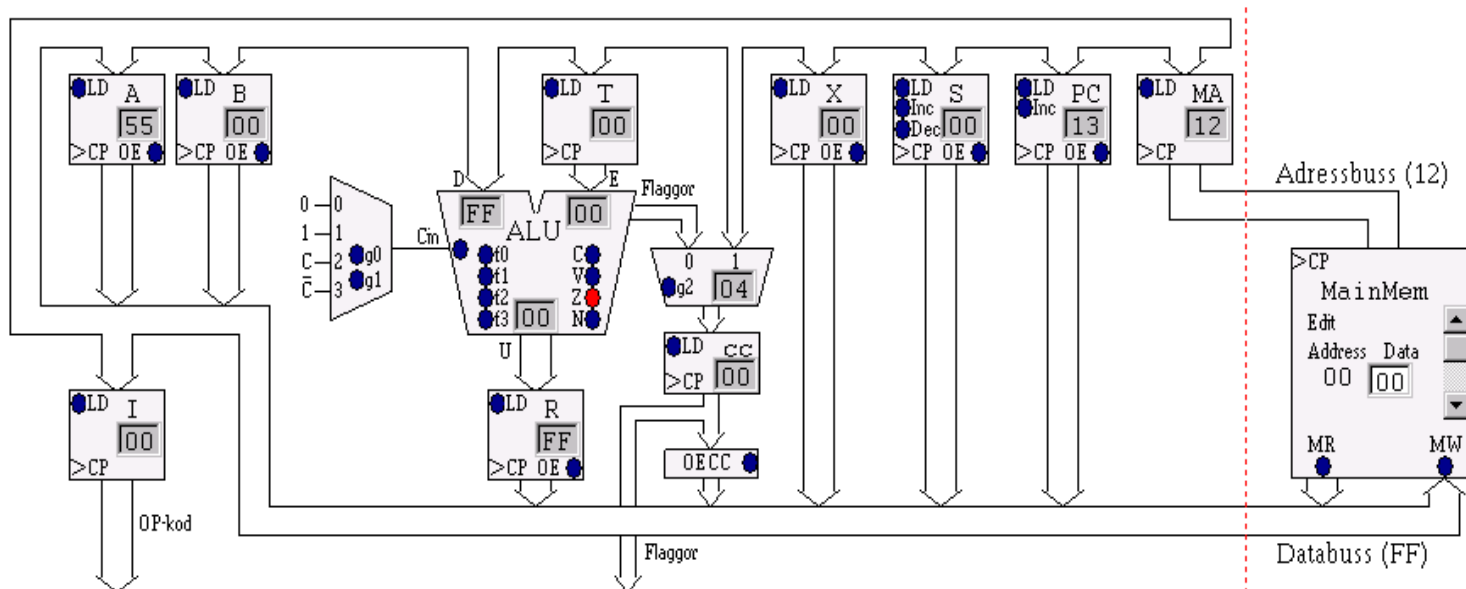 LD A
55
>CP OE
LD B
00
>CP OE
LD T
00
>CP
LD X
00
>CP OE
LD S
Inc 00
Dec
>CP OE
LD PC
Inc 13
>CP OE
LD MA
12
>CP
Adressbuss (12)
D
E
Flaggor
FF
00
ALU
Cin
0 0
1 1
C 2
C̅ 3
g0
g1
f0
f1
f2
f3
00
C
V
Z
N
U
0 1
g2 04
LD cc
00
>CP
OECC
>CP
MainMem
Edit
Address Data
00 00
MR MW
LD I
00
>CP
LD R
FF
>CP OE
OP-kod
Flaggor
Databuss (FF)